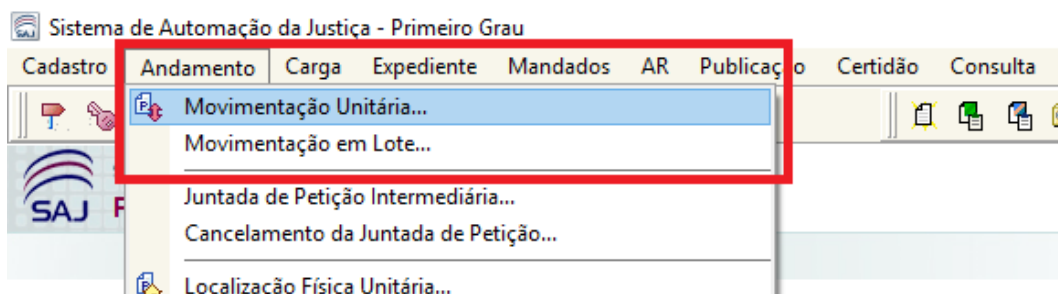 Sistema de Automação da Justiça - Primeiro Grau
Cadastro Andamento Carga Expediente Mandados AR Publicação Certidão Consulta
Movimentação Unitária...
Movimentação em Lote...
Juntada de Petição Intermediária...
SAJ
Cancelamento da Juntada de Petição...
Localização Física Unitária...